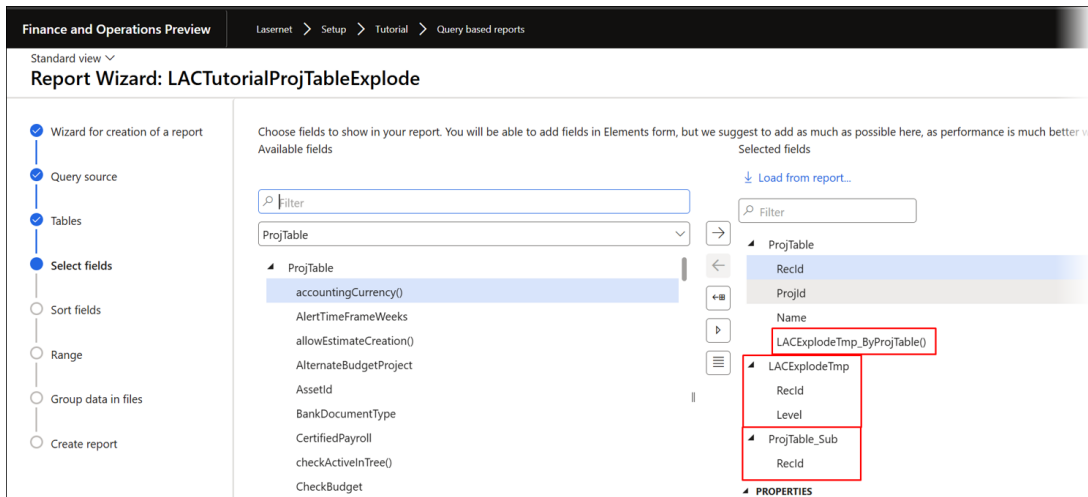 Finance and Operations Preview
Lasernet > Setup > Tutorial > Query based reports
Standard view
Report Wizard: LACTutorialProjTableExplode
Wizard for creation of a report
Query source
Tables
Select fields
Sort fields
Range
Group data in files
Create report
Choose fields to show in your report. You will be able to add fields in Elements form, but we suggest to add as much as possible here, as performance is much better
Available fields
Filter
ProjTable
ProjTable
accountingCurrency()
AlertTimeFrameWeeks
allowEstimateCreation()
AlternateBudgetProject
AssetId
BankDocumentType
CertifiedPayroll
checkActiveInTree()
CheckBudget
Selected fields
Load from report...
Filter
ProjTable
RecId
ProjId
Name
LACExplodeTmp_ByProjTable()
LACExplodeTmp
RecId
Level
ProjTable_Sub
RecId
PROPERTIES